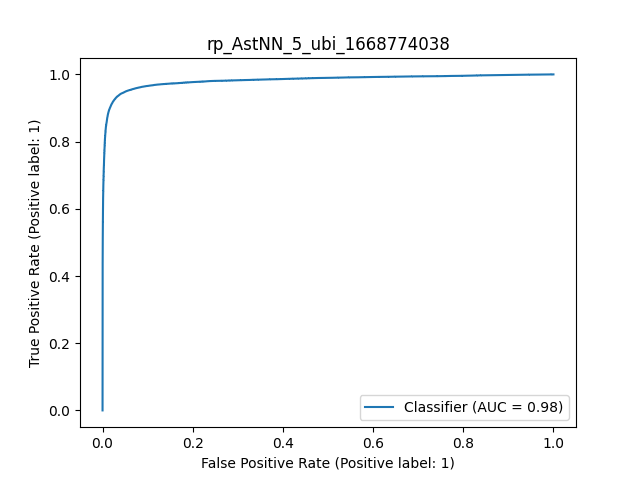 rp_AstNN_5_ubi_1668774038
1.0
0.8
0.6
0.4
0.2
0.0
True Positive Rate (Positive label: 1)
Classifier (AUC = 0.98)
0.0 0.2 0.4 0.6 0.8 1.0
False Positive Rate (Positive label: 1)